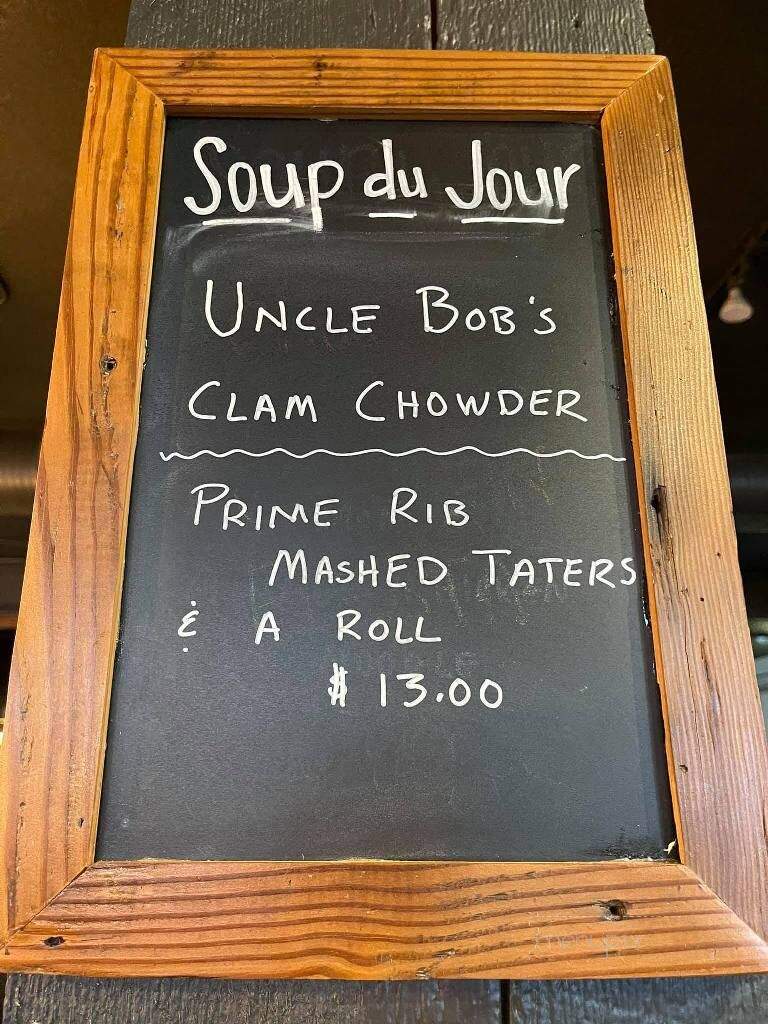 Soup du Jour
UNCLE BOB'S
CLAM CHOWDER
PRIME RIB
MASHED TATERS
& A ROLL
$ 13.00